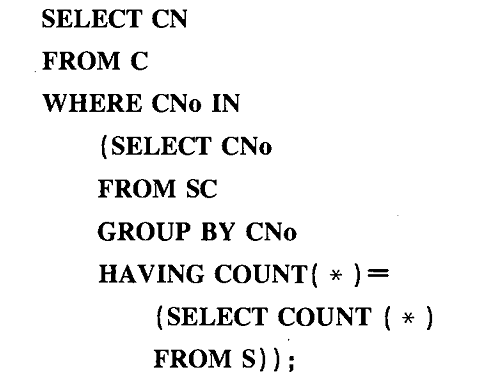 SELECT CN
FROM C
WHERE CNo IN
(SELECT CNo
FROM SC
GROUP BY CNo
HAVING COUNT( * )=
(SELECT COUNT ( * )
FROM S));